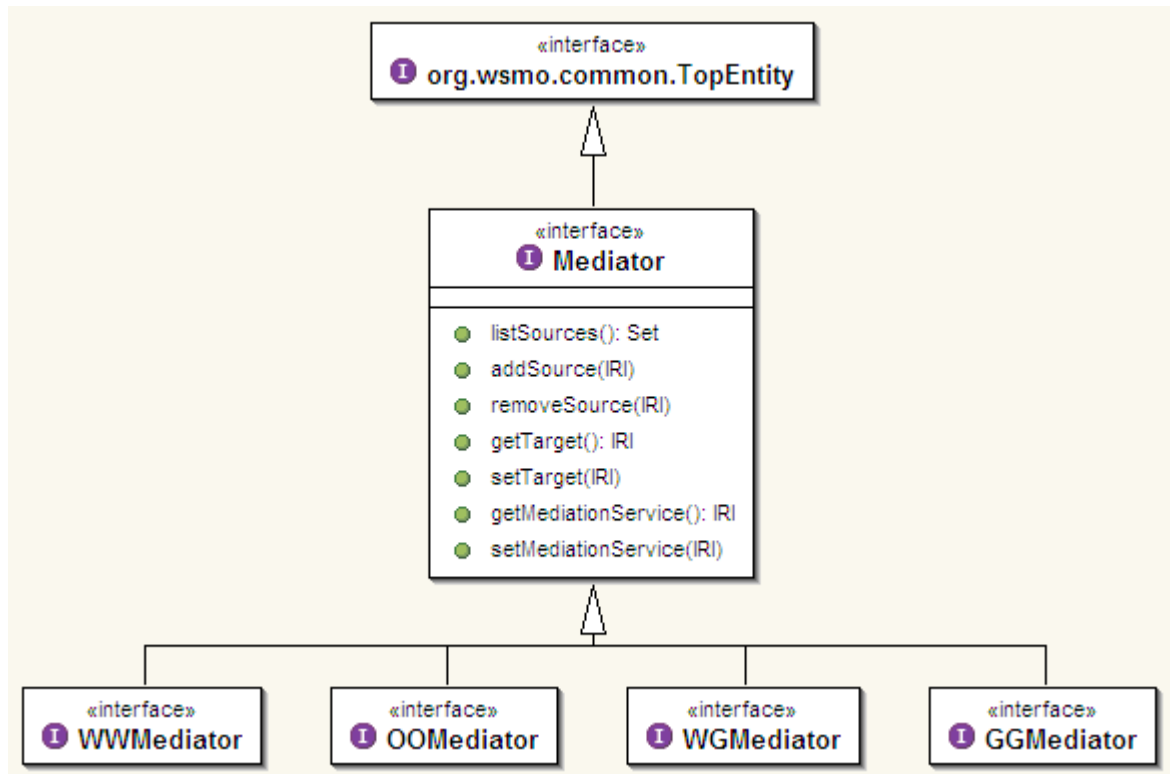 «interface»
I org.wsmo.common.TopEntity
«interface»
I Mediator
listSources(): Set
addSource(IRI)
removeSource(IRI)
getTarget(): IRI
setTarget(IRI)
getMediationService(): IRI
setMediationService(IRI)
«interface»
I WWMediator
«interface»
I OOMediator
«interface»
I WGMediator
«interface»
I GGMediator